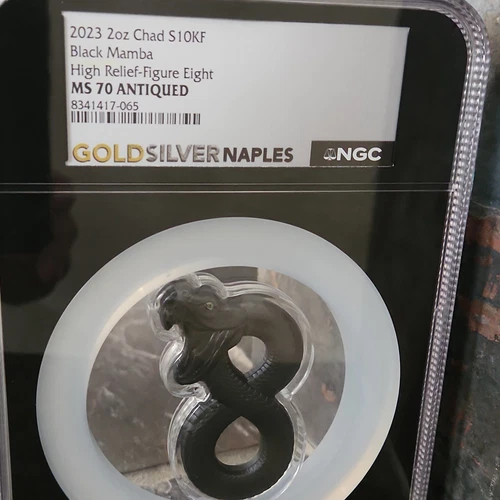 2023 2oz Chad S10KF
Black Mamba
High Relief-Figure Eight
MS 70 ANTIQUED
8341417-065
GOLDSILVERNAPLES NGC